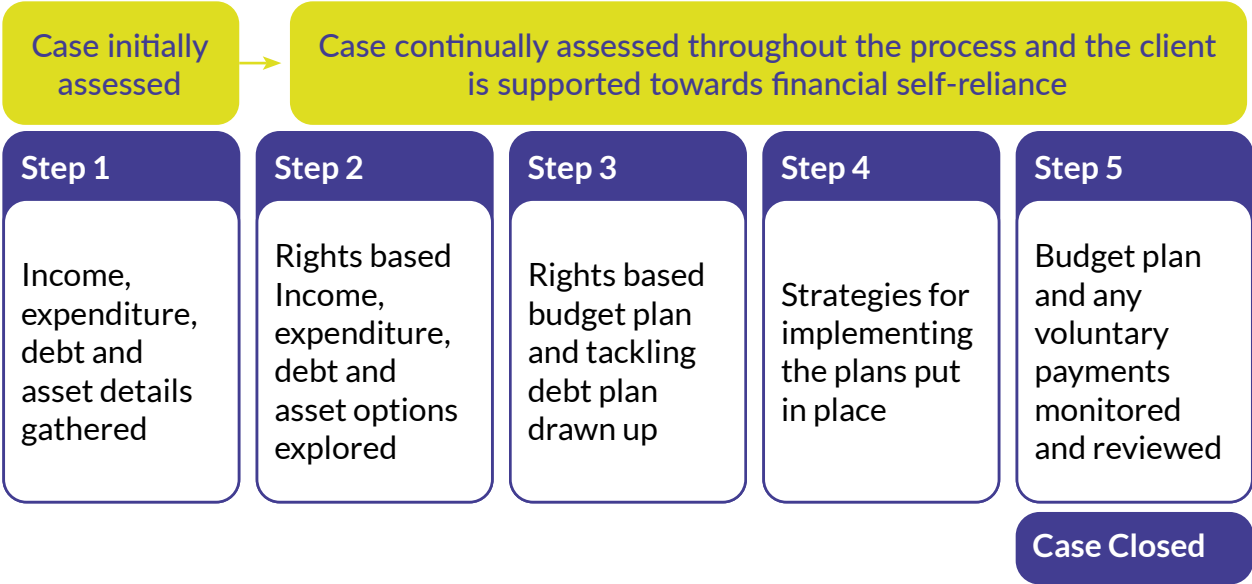 Case initially
assessed
Case continually assessed throughout the process and the client
is supported towards financial self-reliance
Step 1
Income,
expenditure,
debt and
asset details
gathered
Step 2
Rights based
Income,
expenditure,
debt and
asset options
explored
Step 3
Rights based
budget plan
and tackling
debt plan
drawn up
Step 4
Strategies for
implementing
the plans put
in place
Step 5
Budget plan
and any
voluntary
payments
monitored
and reviewed
Case Closed